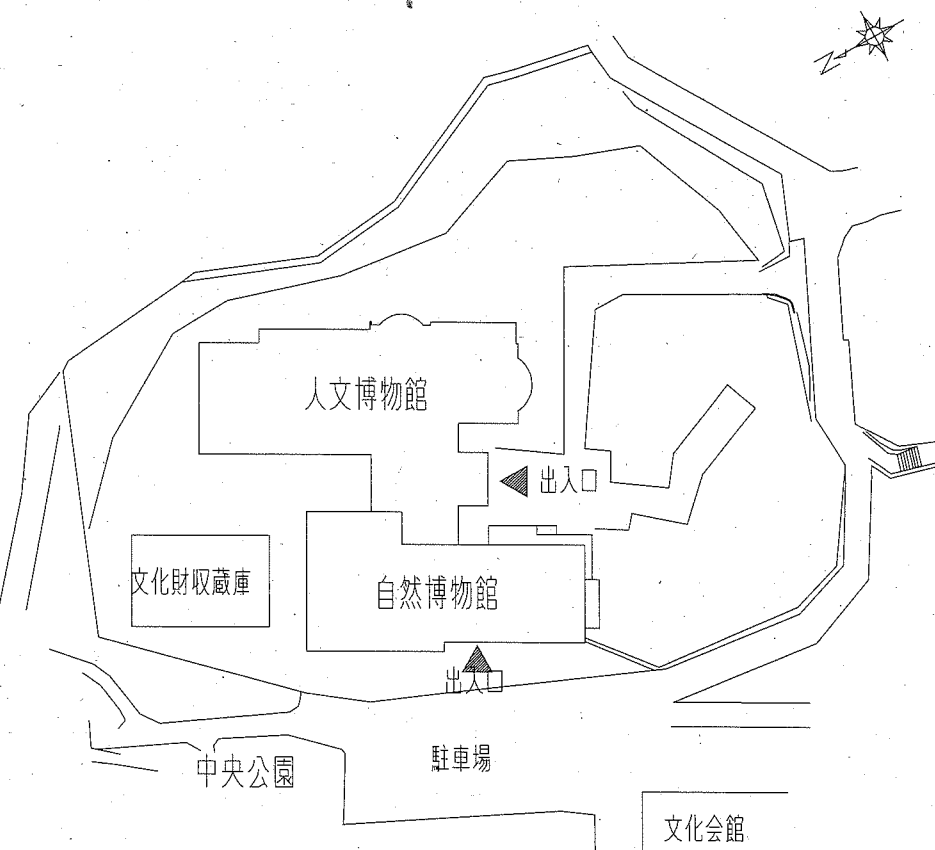 N
人文博物館
出入口
文化財収蔵庫
自然博物館
出入口
駐車場
中央公園
文化会館